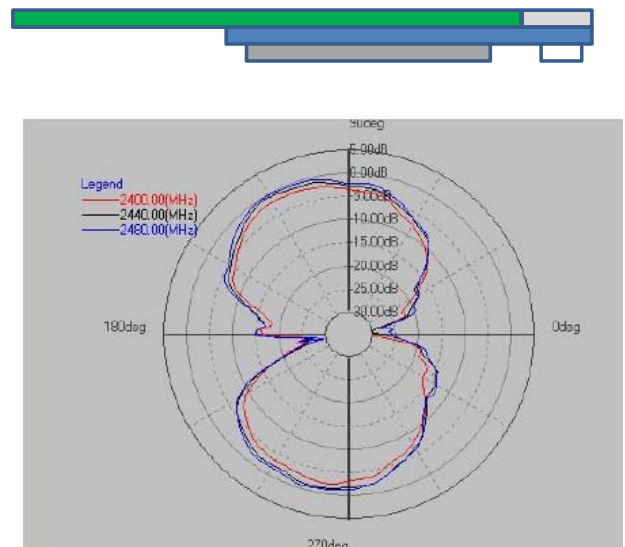 90deg
5.00dB
0.00dB
Legend
2400.00(MHz)
2440.00(MHz)
2480.00(MHz)
-5.00dB
-10.00dB
-15.00dB
-20.00dB
-25.00dB
-30.00dB
180deg
0deg
270deg